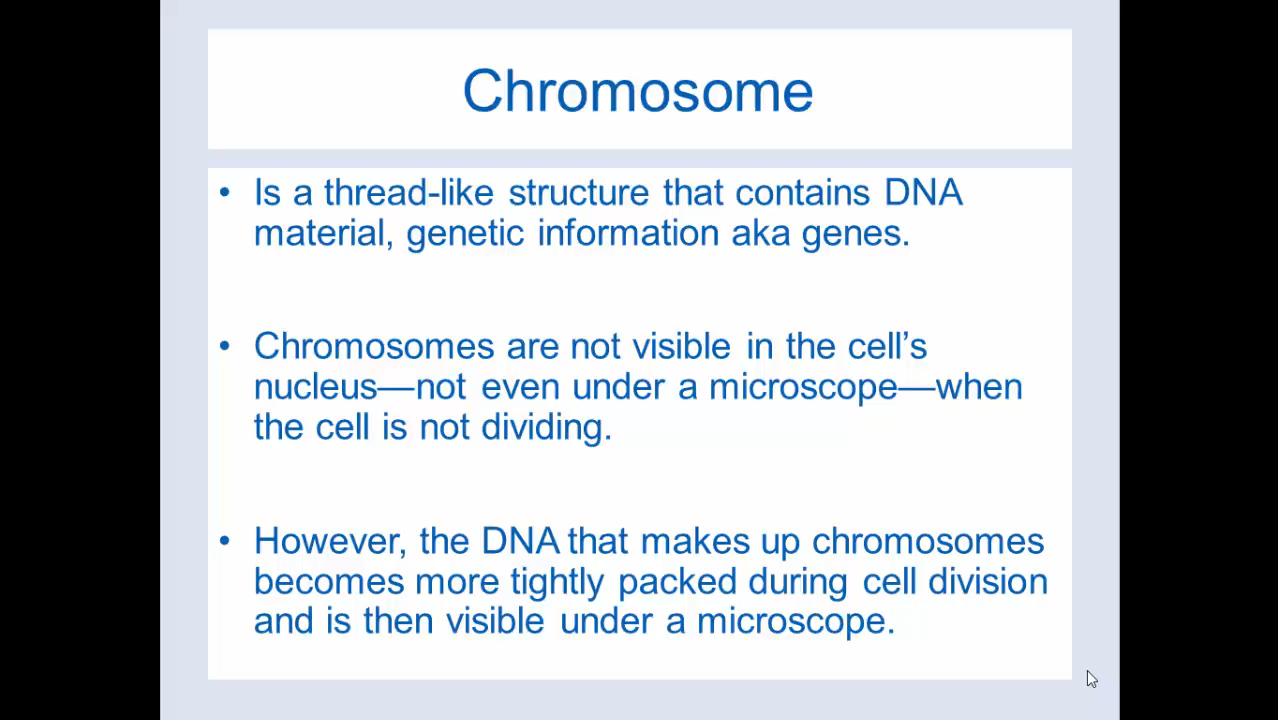 Chromosome
• Is a thread-like structure that contains DNA
material, genetic information aka genes.
• Chromosomes are not visible in the cell’s
nucleus—not even under a microscope—when
the cell is not dividing.
• However, the DNA that makes up chromosomes
becomes more tightly packed during cell division
and is then visible under a microscope.